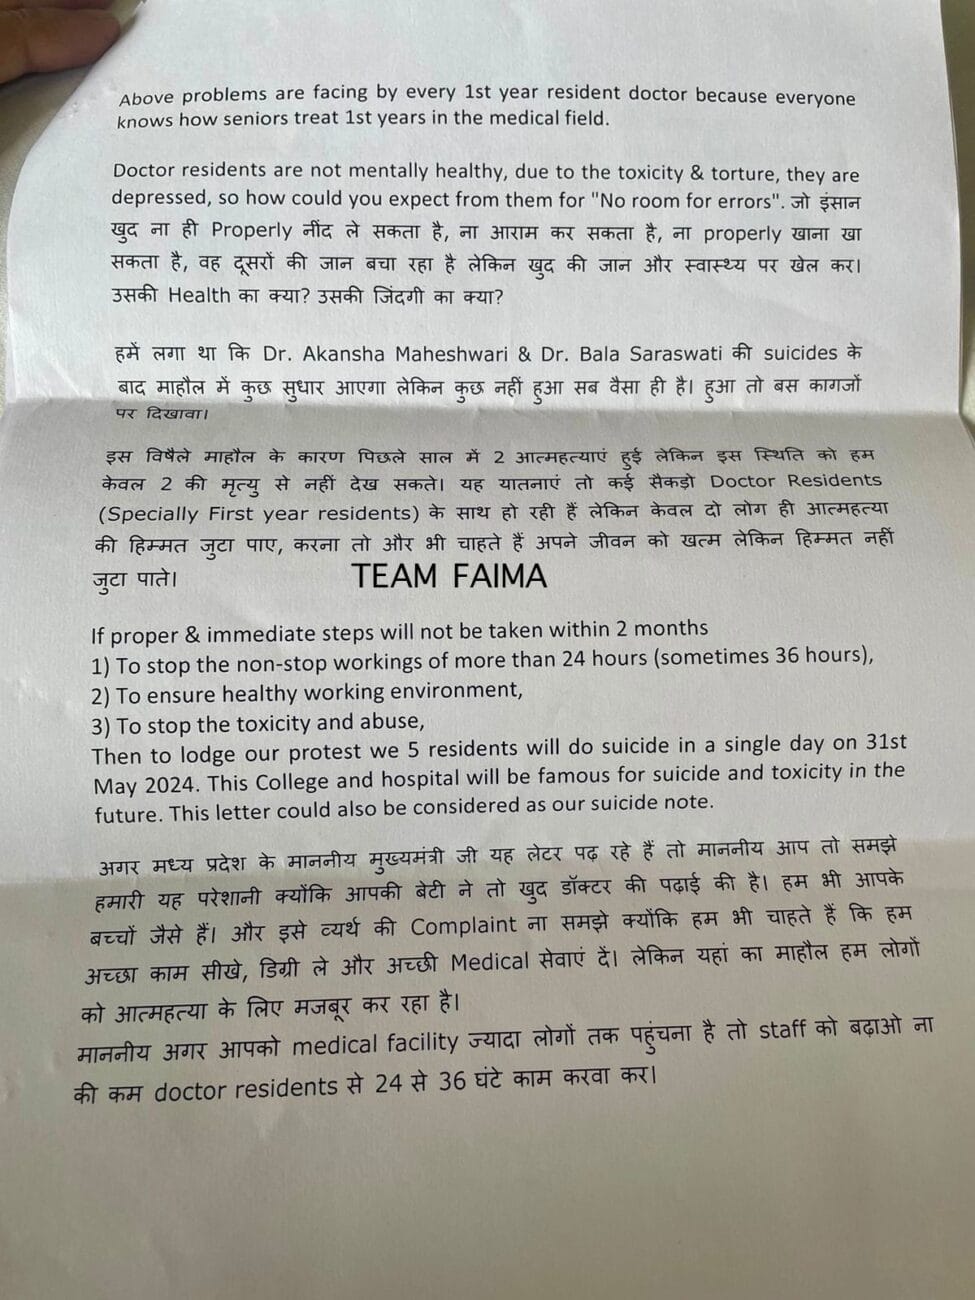 Above problems are facing by every 1st year resident doctor because everyone
knows how seniors treat 1st years in the medical field.
Doctor residents are not mentally healthy, due to the toxicity & torture, they are
depressed, so how could you expect from them for "No room for errors". जो इंसान
खुद ना ही Properly नींद ले सकता है, ना आराम कर सकता है, ना properly खाना खा
सकता है, वह दूसरों की जान बचा रहा है लेकिन खुद की जान और स्वास्थ्य पर खेल कर।
उसकी Health का क्या? उसकी जिंदगी का क्या?
हमें लगा था कि Dr. Akansha Maheshwari & Dr. Bala Saraswati की suicides के
बाद माहौल में कुछ सुधार आएगा लेकिन कुछ नहीं हुआ सब वैसा ही है। हुआ तो बस कागजों
पर दिखावा।
इस विषैले माहौल के कारण पिछले साल में 2 आत्महत्याएं हुई लेकिन इस स्थिति को हम
केवल 2 की मृत्यु से नहीं देख सकते। यह यातनाएं तो कई सैकड़ो Doctor Residents
(Specially First year residents) के साथ हो रही हैं लेकिन केवल दो लोग ही आत्महत्या
की हिम्मत जुटा पाए, करना तो और भी चाहते हैं अपने जीवन को खत्म लेकिन हिम्मत नहीं
जुटा पाते।
TEAM FAIMA
If proper & immediate steps will not be taken within 2 months
1) To stop the non-stop workings of more than 24 hours (sometimes 36 hours),
2) To ensure healthy working environment,
3) To stop the toxicity and abuse,
Then to lodge our protest we 5 residents will do suicide in a single day on 31st
May 2024. This College and hospital will be famous for suicide and toxicity in the
future. This letter could also be considered as our suicide note.
अगर मध्य प्रदेश के माननीय मुख्यमंत्री जी यह लेटर पढ़ रहे हैं तो माननीय आप तो समझे
हमारी यह परेशानी क्योंकि आपकी बेटी ने तो खुद डॉक्टर की पढ़ाई की है। हम भी आपके
बच्चों जैसे हैं। और इसे व्यर्थ की Complaint ना समझे क्योंकि हम भी चाहते हैं कि हम
अच्छा काम सीखे, डिग्री ले और अच्छी Medical सेवाएं दें। लेकिन यहां का माहौल हम लोगों
को आत्महत्या के लिए मजबूर कर रहा है।
माननीय अगर आपको medical facility ज्यादा लोगों तक पहुंचना है तो staff को बढ़ाओ ना
की कम doctor residents से 24 से 36 घंटे काम करवा कर।